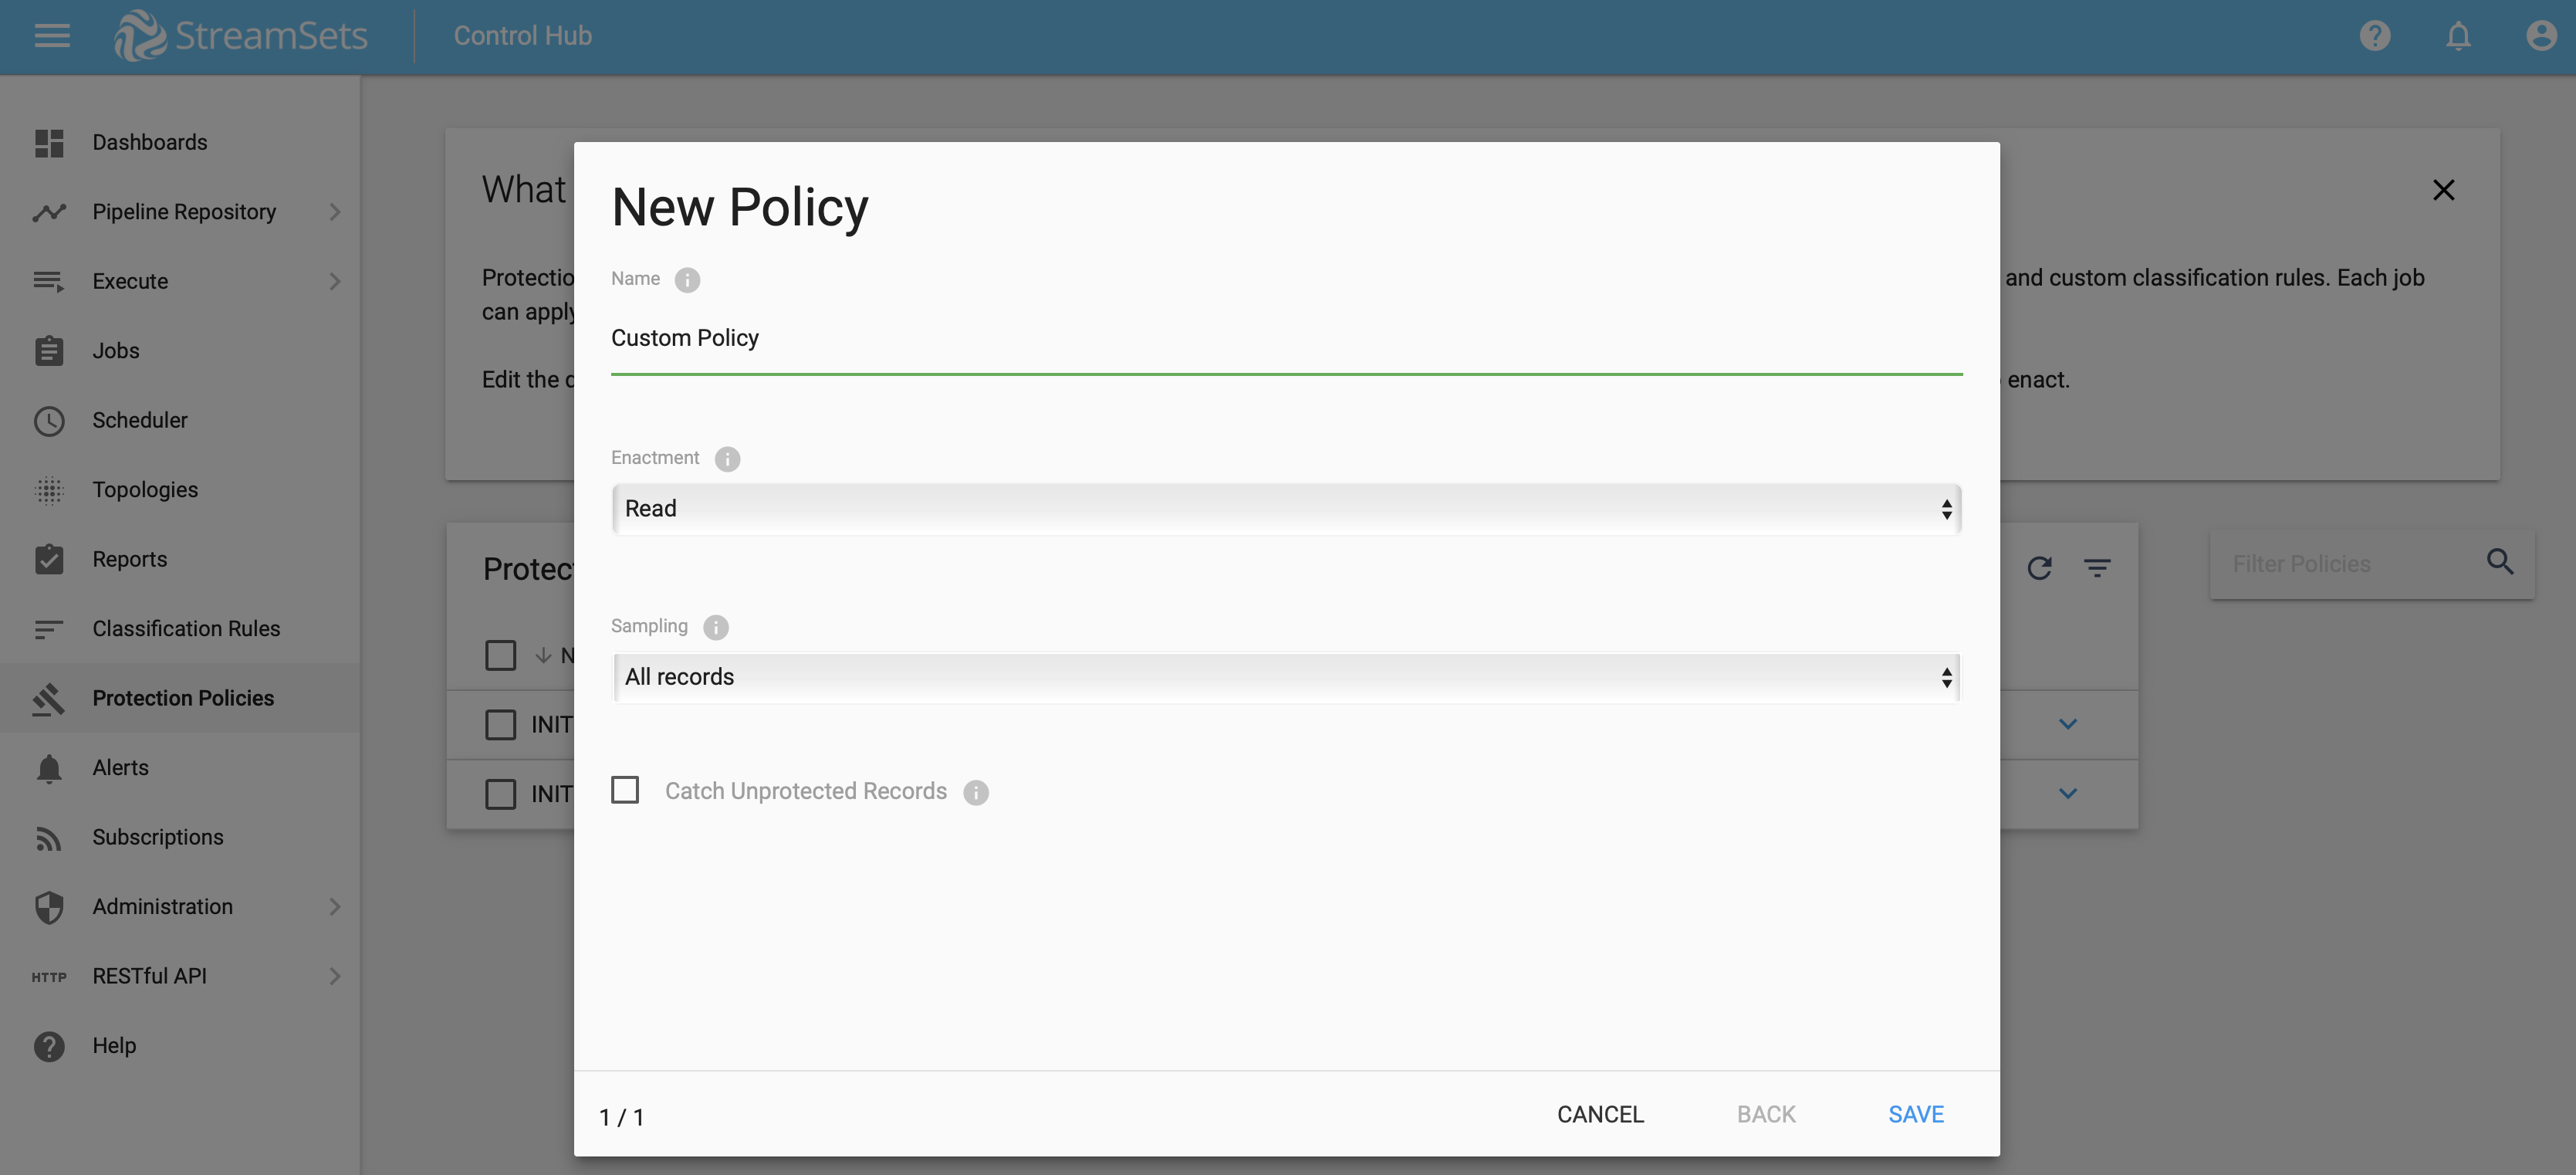 StreamSets
Control Hub
Dashboards
Pipeline Repository
Execute
Jobs
Scheduler
Topologies
Reports
Classification Rules
Protection Policies
Alerts
Subscriptions
Administration
HTTP RESTful API
Help
What
Protectio
and custom classification rules. Each job
can apply
Edit the
enact.
Protec
Filter Policies
N
INIT
INIT
New Policy
Name
Custom Policy
Enactment
Read
Sampling
All records
Catch Unprotected Records
1 / 1
CANCEL
BACK
SAVE